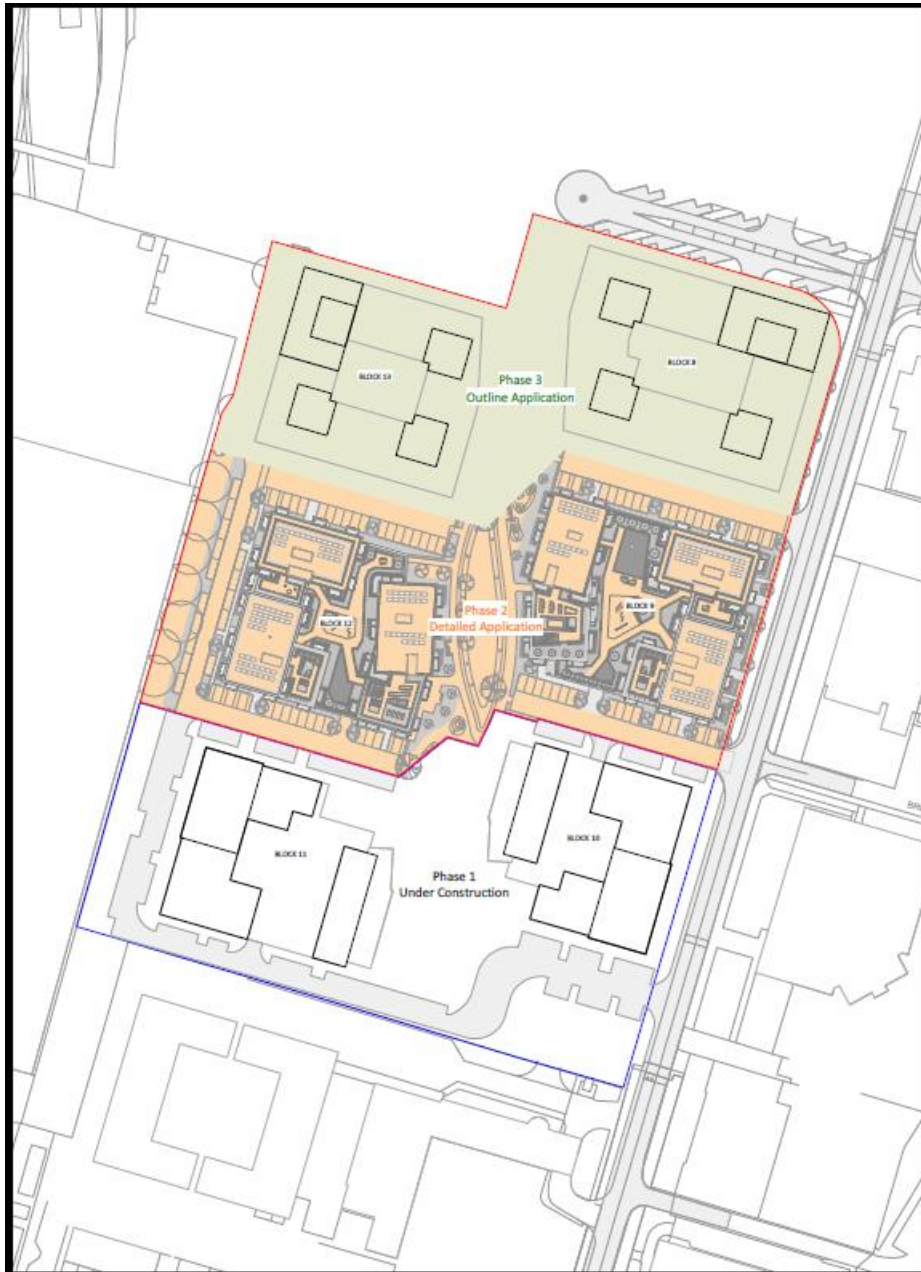 BLOCK 13
BLOCK 8
Phase 3
Outline Application
Phase 2
Detailed Application
BLOCK 12
BLOCK 9
BLOCK 11
BLOCK 10
Phase 1
Under Construction